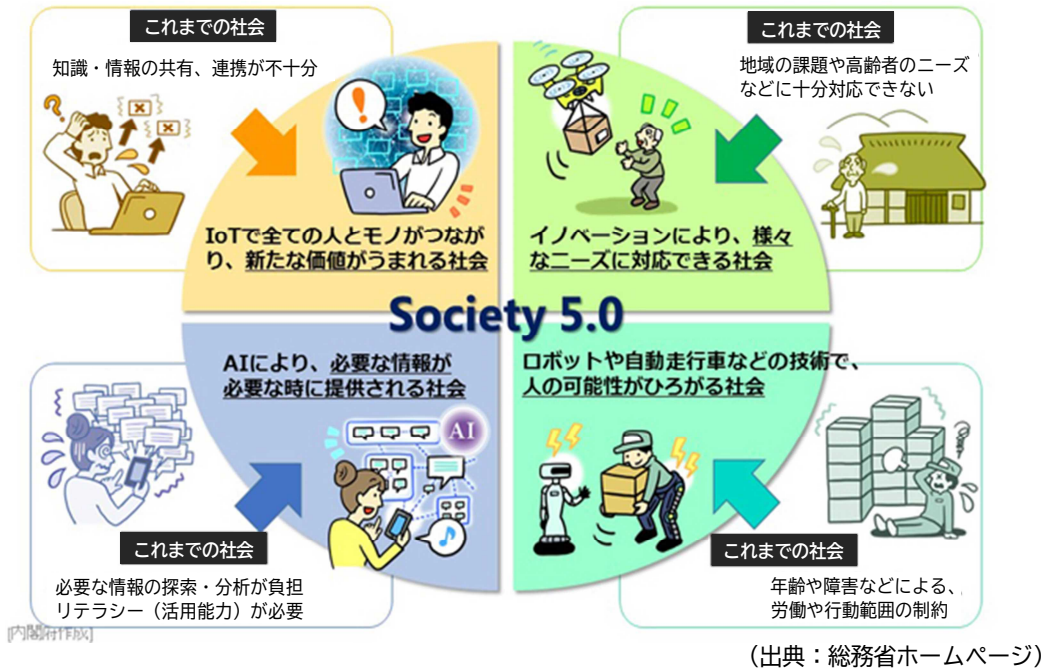 これまでの社会
知識・情報の共有、連携が不十分
IoTで全ての人とモノがつなが
り、新たな価値がうまれる社会
これまでの社会
地域の課題や高齢者のニーズ
などに十分対応できない
イノベーションにより、様々
なニーズに対応できる社会
Society 5.0
AIにより、必要な情報が
必要な時に提供される社会
AI
これまでの社会
必要な情報の探索・分析が負担
リテラシー（活用能力）が必要
ロボットや自動走行車などの技術で、
人の可能性がひろがる社会
これまでの社会
年齢や障害などによる、
労働や行動範囲の制約
[内閣府作成]
（出典：総務省ホームページ）